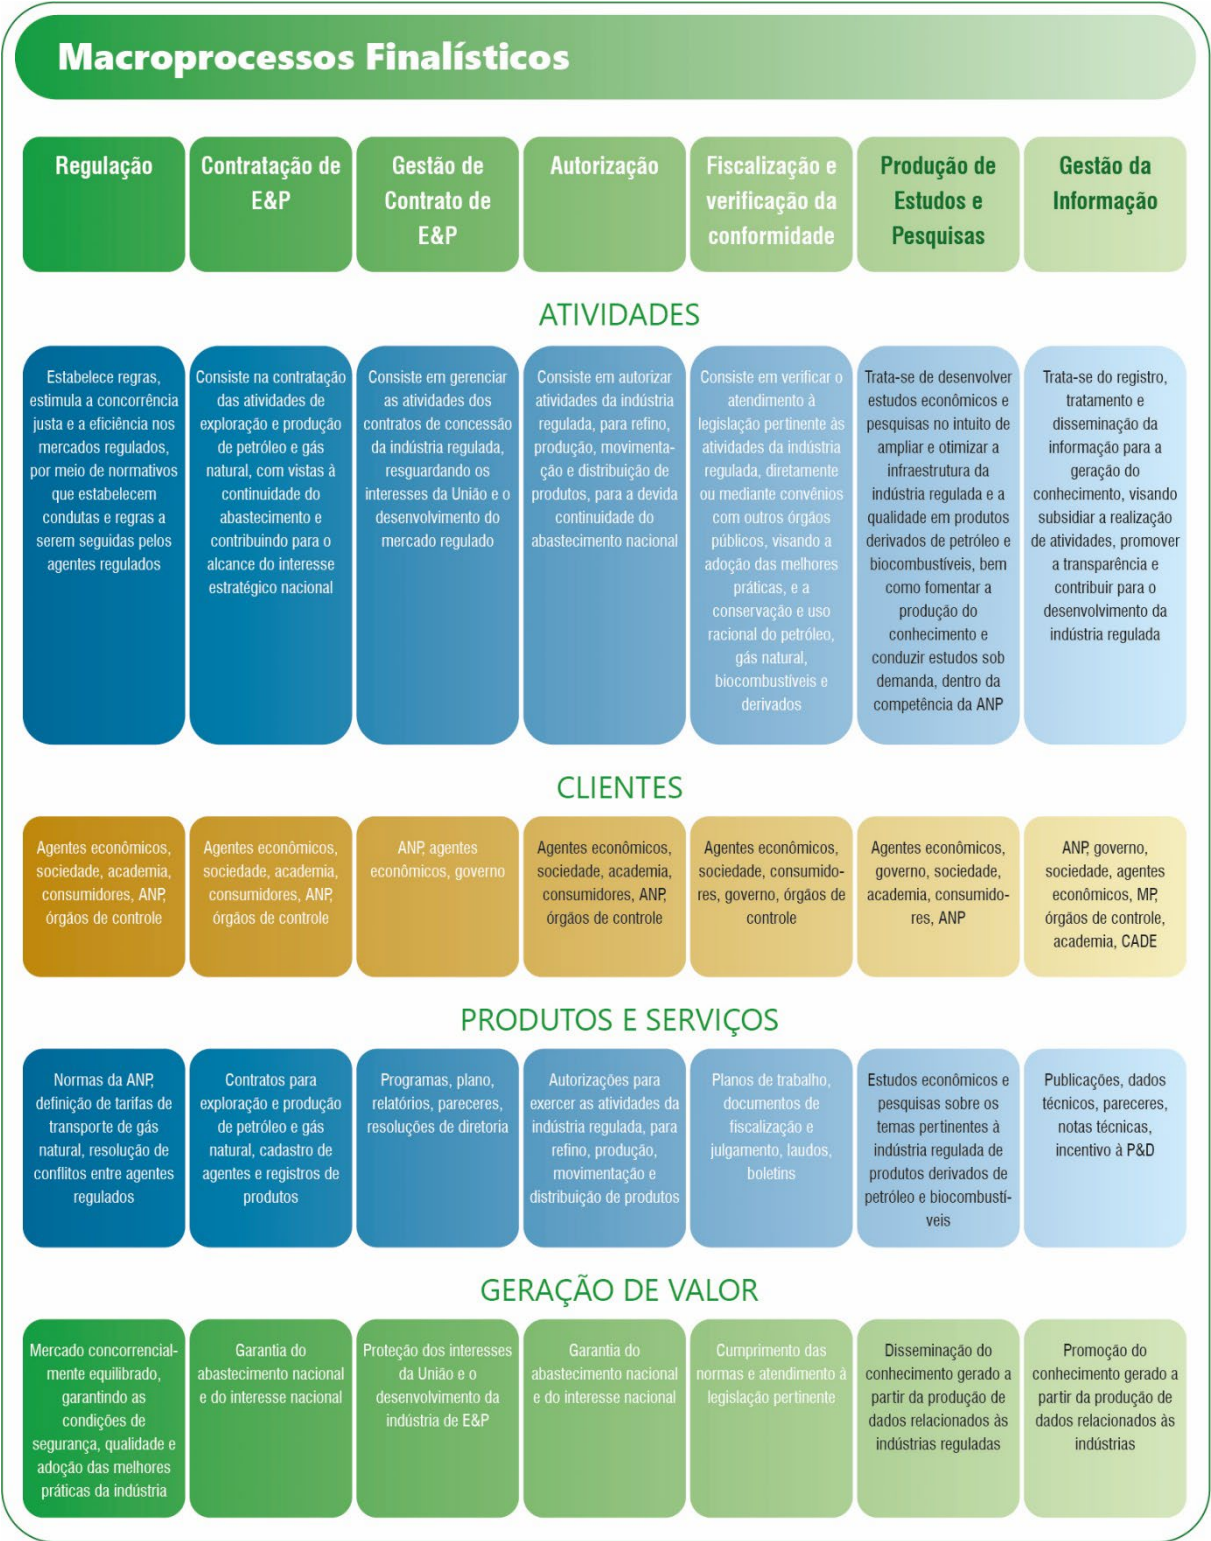 Macroprocessos Finalísticos
Regulação
Contratação de
E&P
Gestão de
Contrato de
E&P
Autorização
Fiscalização e
verificação da
conformidade
Produção de
Estudos e
Pesquisas
Gestão da
Informação
ATIVIDADES
Estabelece regras,
estimula a concorrência
justa e a eficiência nos
mercados regulados,
por meio de normativos
que estabelecem
condutas e regras a
serem seguidas pelos
agentes regulados
Consiste na contratação
das atividades de
exploração e produção
de petróleo e gás
natural, com vistas à
continuidade do
abastecimento e
contribuindo para o
alcance do interesse
estratégico nacional
Consiste em gerenciar
as atividades dos
contratos de concessão
da indústria regulada,
resguardando os
interesses da União e o
desenvolvimento do
mercado regulado
Consiste em autorizar
atividades da indústria
regulada, para refino,
produção, movimenta-
ção e distribuição de
produtos, para a devida
continuidade do
abastecimento nacional
Consiste em verificar o
atendimento à
legislação pertinente às
atividades da indústria
regulada, diretamente
ou mediante convênios
com outros órgãos
públicos, visando a
adoção das melhores
práticas, e a
conservação e uso
racional do petróleo,
gás natural,
biocombustíveis e
derivados
Trata-se de desenvolver
estudos econômicos e
pesquisas no intuito de
ampliar e otimizar a
infraestrutura da
indústria regulada e a
qualidade em produtos
derivados de petróleo e
biocombustíveis, bem
como fomentar a
produção do
conhecimento e
conduzir estudos sob
demanda, dentro da
competência da ANP
Trata-se do registro,
tratamento e
disseminação da
informação para a
geração do
conhecimento, visando
subsidiar a realização
de atividades, promover
a transparência e
contribuir para o
desenvolvimento da
indústria regulada
CLIENTES
Agentes econômicos,
sociedade, academia,
consumidores, ANP,
órgãos de controle
Agentes econômicos,
sociedade, academia,
consumidores, ANP,
órgãos de controle
ANP, agentes
econômicos, governo
Agentes econômicos,
sociedade, academia,
consumidores, ANP,
órgãos de controle
Agentes econômicos,
sociedade, consumido-
res, governo, órgãos de
controle
Agentes econômicos,
governo, sociedade,
academia, consumido-
res, ANP
ANP, governo,
sociedade, agentes
econômicos, MP,
órgãos de controle,
academia, CADE
PRODUTOS E SERVIÇOS
Normas da ANP,
definição de tarifas de
transporte de gás
natural, resolução de
conflitos entre agentes
regulados
Contratos para
exploração e produção
de petróleo e gás
natural, cadastro de
agentes e registros de
produtos
Programas, plano,
relatórios, pareceres,
resoluções de diretoria
Autorizações para
exercer as atividades da
indústria regulada, para
refino, produção,
movimentação e
distribuição de produtos
Planos de trabalho,
documentos de
fiscalização e
julgamento, laudos,
boletins
Estudos econômicos e
pesquisas sobre os
temas pertinentes à
indústria regulada de
produtos derivados de
petróleo e biocombustí-
veis
Publicações, dados
técnicos, pareceres,
notas técnicas,
incentivo à P&D
GERAÇÃO DE VALOR
Mercado concorrencial-
mente equilibrado,
garantindo as
condições de
segurança, qualidade e
adoção das melhores
práticas da indústria
Garantia do
abastecimento nacional
e do interesse nacional
Proteção dos interesses
da União e o
desenvolvimento da
indústria de E&P
Garantia do
abastecimento nacional
e do interesse nacional
Cumprimento das
normas e atendimento à
legislação pertinente
Disseminação do
conhecimento gerado a
partir da produção de
dados relacionados às
indústrias reguladas
Promoção do
conhecimento gerado a
partir da produção de
dados relacionados às
indústrias